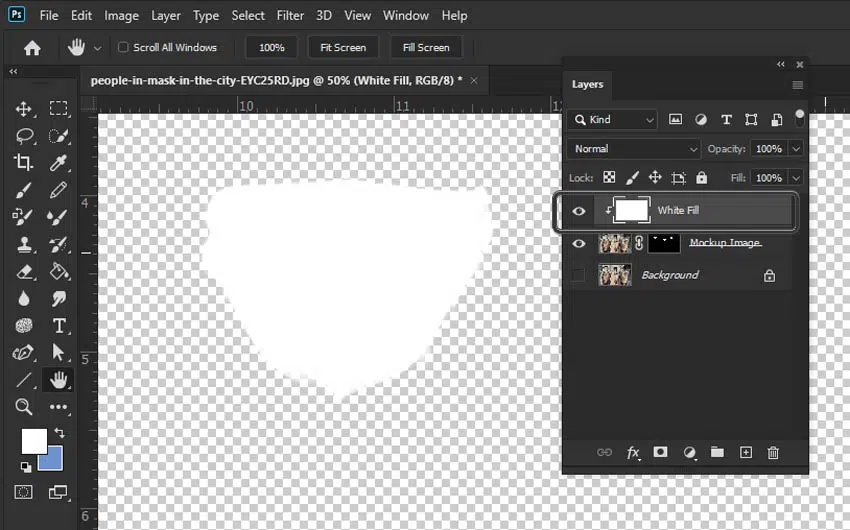 Ps File Edit Image Layer Type Select Filter 3D View Window Help
Scroll All Windows 100% Fit Screen Fill Screen
people-in-mask-in-the-city-EYC25RD.jpg @ 50% (White Fill, RGB/8) * ×
10 11 12
4
5
6
Layers
Kind
Normal Opacity: 100%
Lock: Fill: 100%
White Fill
Mockup Image
Background
fx